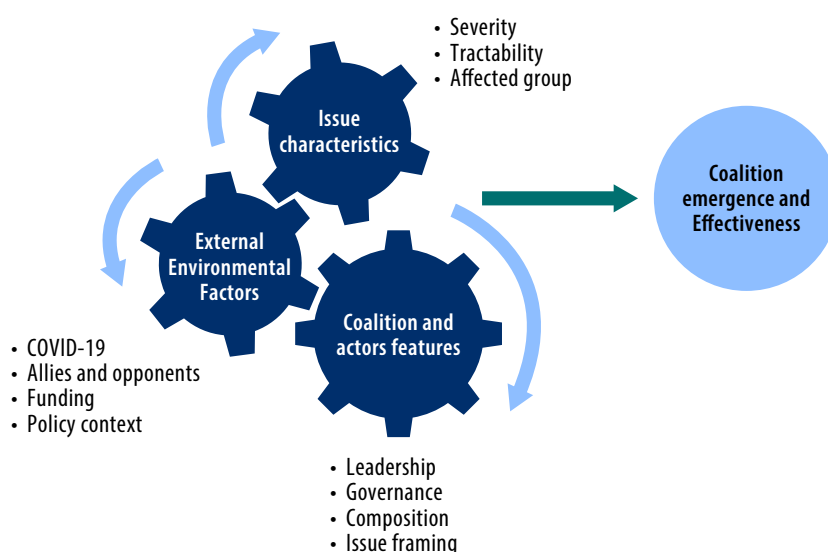 • Severity
• Tractability
• Affected group
Issue
characteristics
Coalition
emergence and
Effectiveness
External
Environmental
Factors
Coalition and
actors features
• COVID-19
• Allies and opponents
• Funding
• Policy context
• Leadership
• Governance
• Composition
• Issue framing